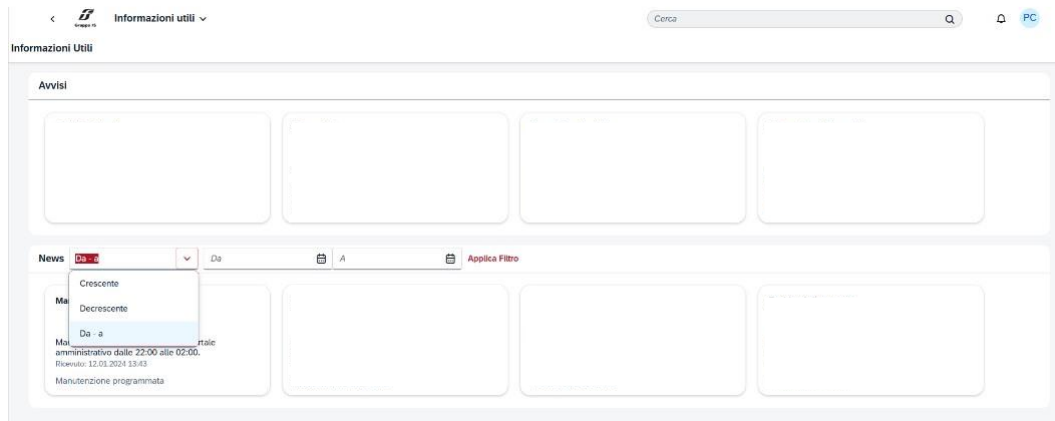 Informazioni utili
Cerca
PC
Informazioni Utili
Avvisi
News
Da - a
Da
A
Applica Filtro
Crescente
Decrescente
Da - a
Ma
Ma
amministrativo dalle 22:00 alle 02:00.
Ricevuto: 12.01.2024 13:43
Manutenzione programmata